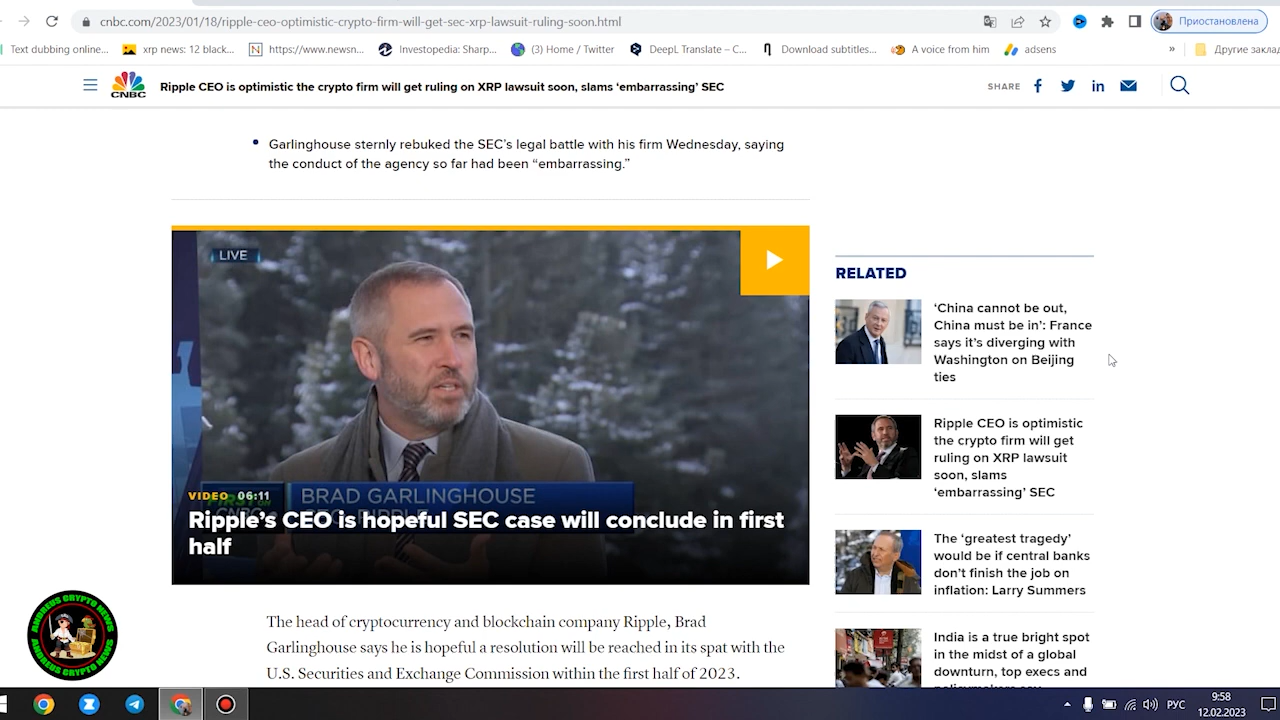 cnbc.com/2023/01/18/ripple-ceo-optimistic-crypto-firm-will-get-sec-xrp-lawsuit-ruling-soon.html
Приостановлена
Text dubbing online...
xrp news: 12 black...
https://www.newsn...
Investopedia: Sharp...
(3) Home / Twitter
DeepL Translate – C...
Download subtitles...
A voice from him
adsens
»
Другие закла
CNBC
Ripple CEO is optimistic the crypto firm will get ruling on XRP lawsuit soon, slams ‘embarrassing’ SEC
SHARE
• Garlinghouse sternly rebuked the SEC’s legal battle with his firm Wednesday, saying
the conduct of the agency so far had been “embarrassing.”
LIVE
VIDEO 06:11
BRAD GARLINGHOUSE
Ripple’s CEO is hopeful SEC case will conclude in first
half
The head of cryptocurrency and blockchain company Ripple, Brad
Garlinghouse says he is hopeful a resolution will be reached in its spat with the
U.S. Securities and Exchange Commission within the first half of 2023.
RELATED
‘China cannot be out,
China must be in’: France
says it’s diverging with
Washington on Beijing
ties
Ripple CEO is optimistic
the crypto firm will get
ruling on XRP lawsuit
soon, slams
‘embarrassing’ SEC
The ‘greatest tragedy’
would be if central banks
don’t finish the job on
inflation: Larry Summers
India is a true bright spot
in the midst of a global
downturn, top execs and
ANDREUS CRYPTO NEWS
ANDREUS CRYPTO NEWS
РУС
9:58
12.02.2023